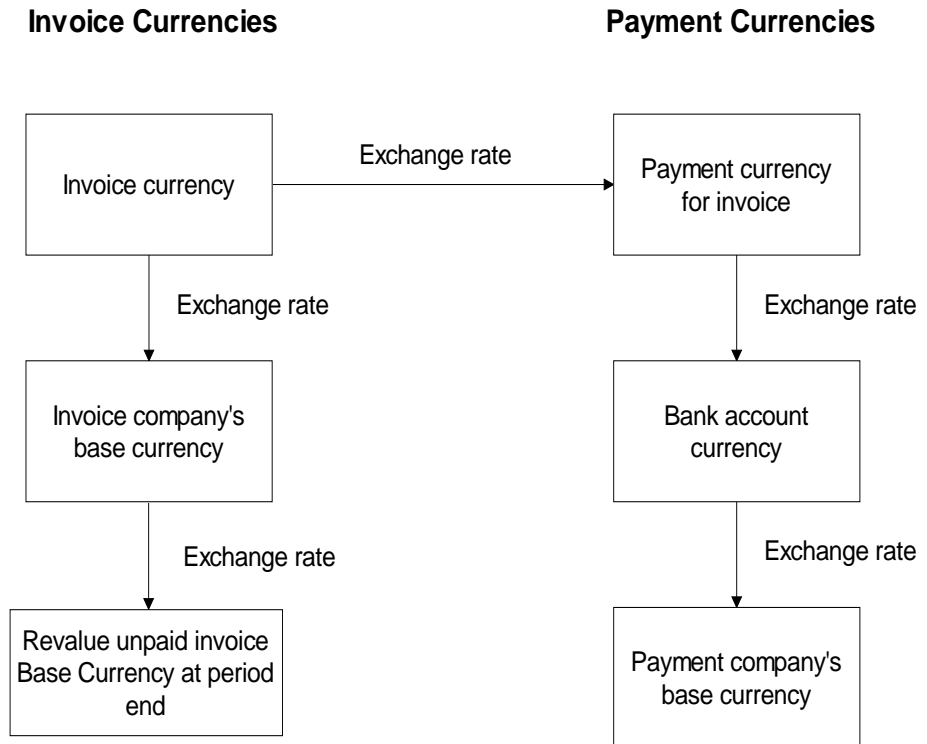 Invoice Currencies
Payment Currencies
Invoice currency
Exchange rate
Payment currency
for invoice
Exchange rate
Exchange rate
Invoice company's
base currency
Bank account
currency
Exchange rate
Exchange rate
Revalue unpaid invoice
Base Currency at period
end
Payment company's
base currency